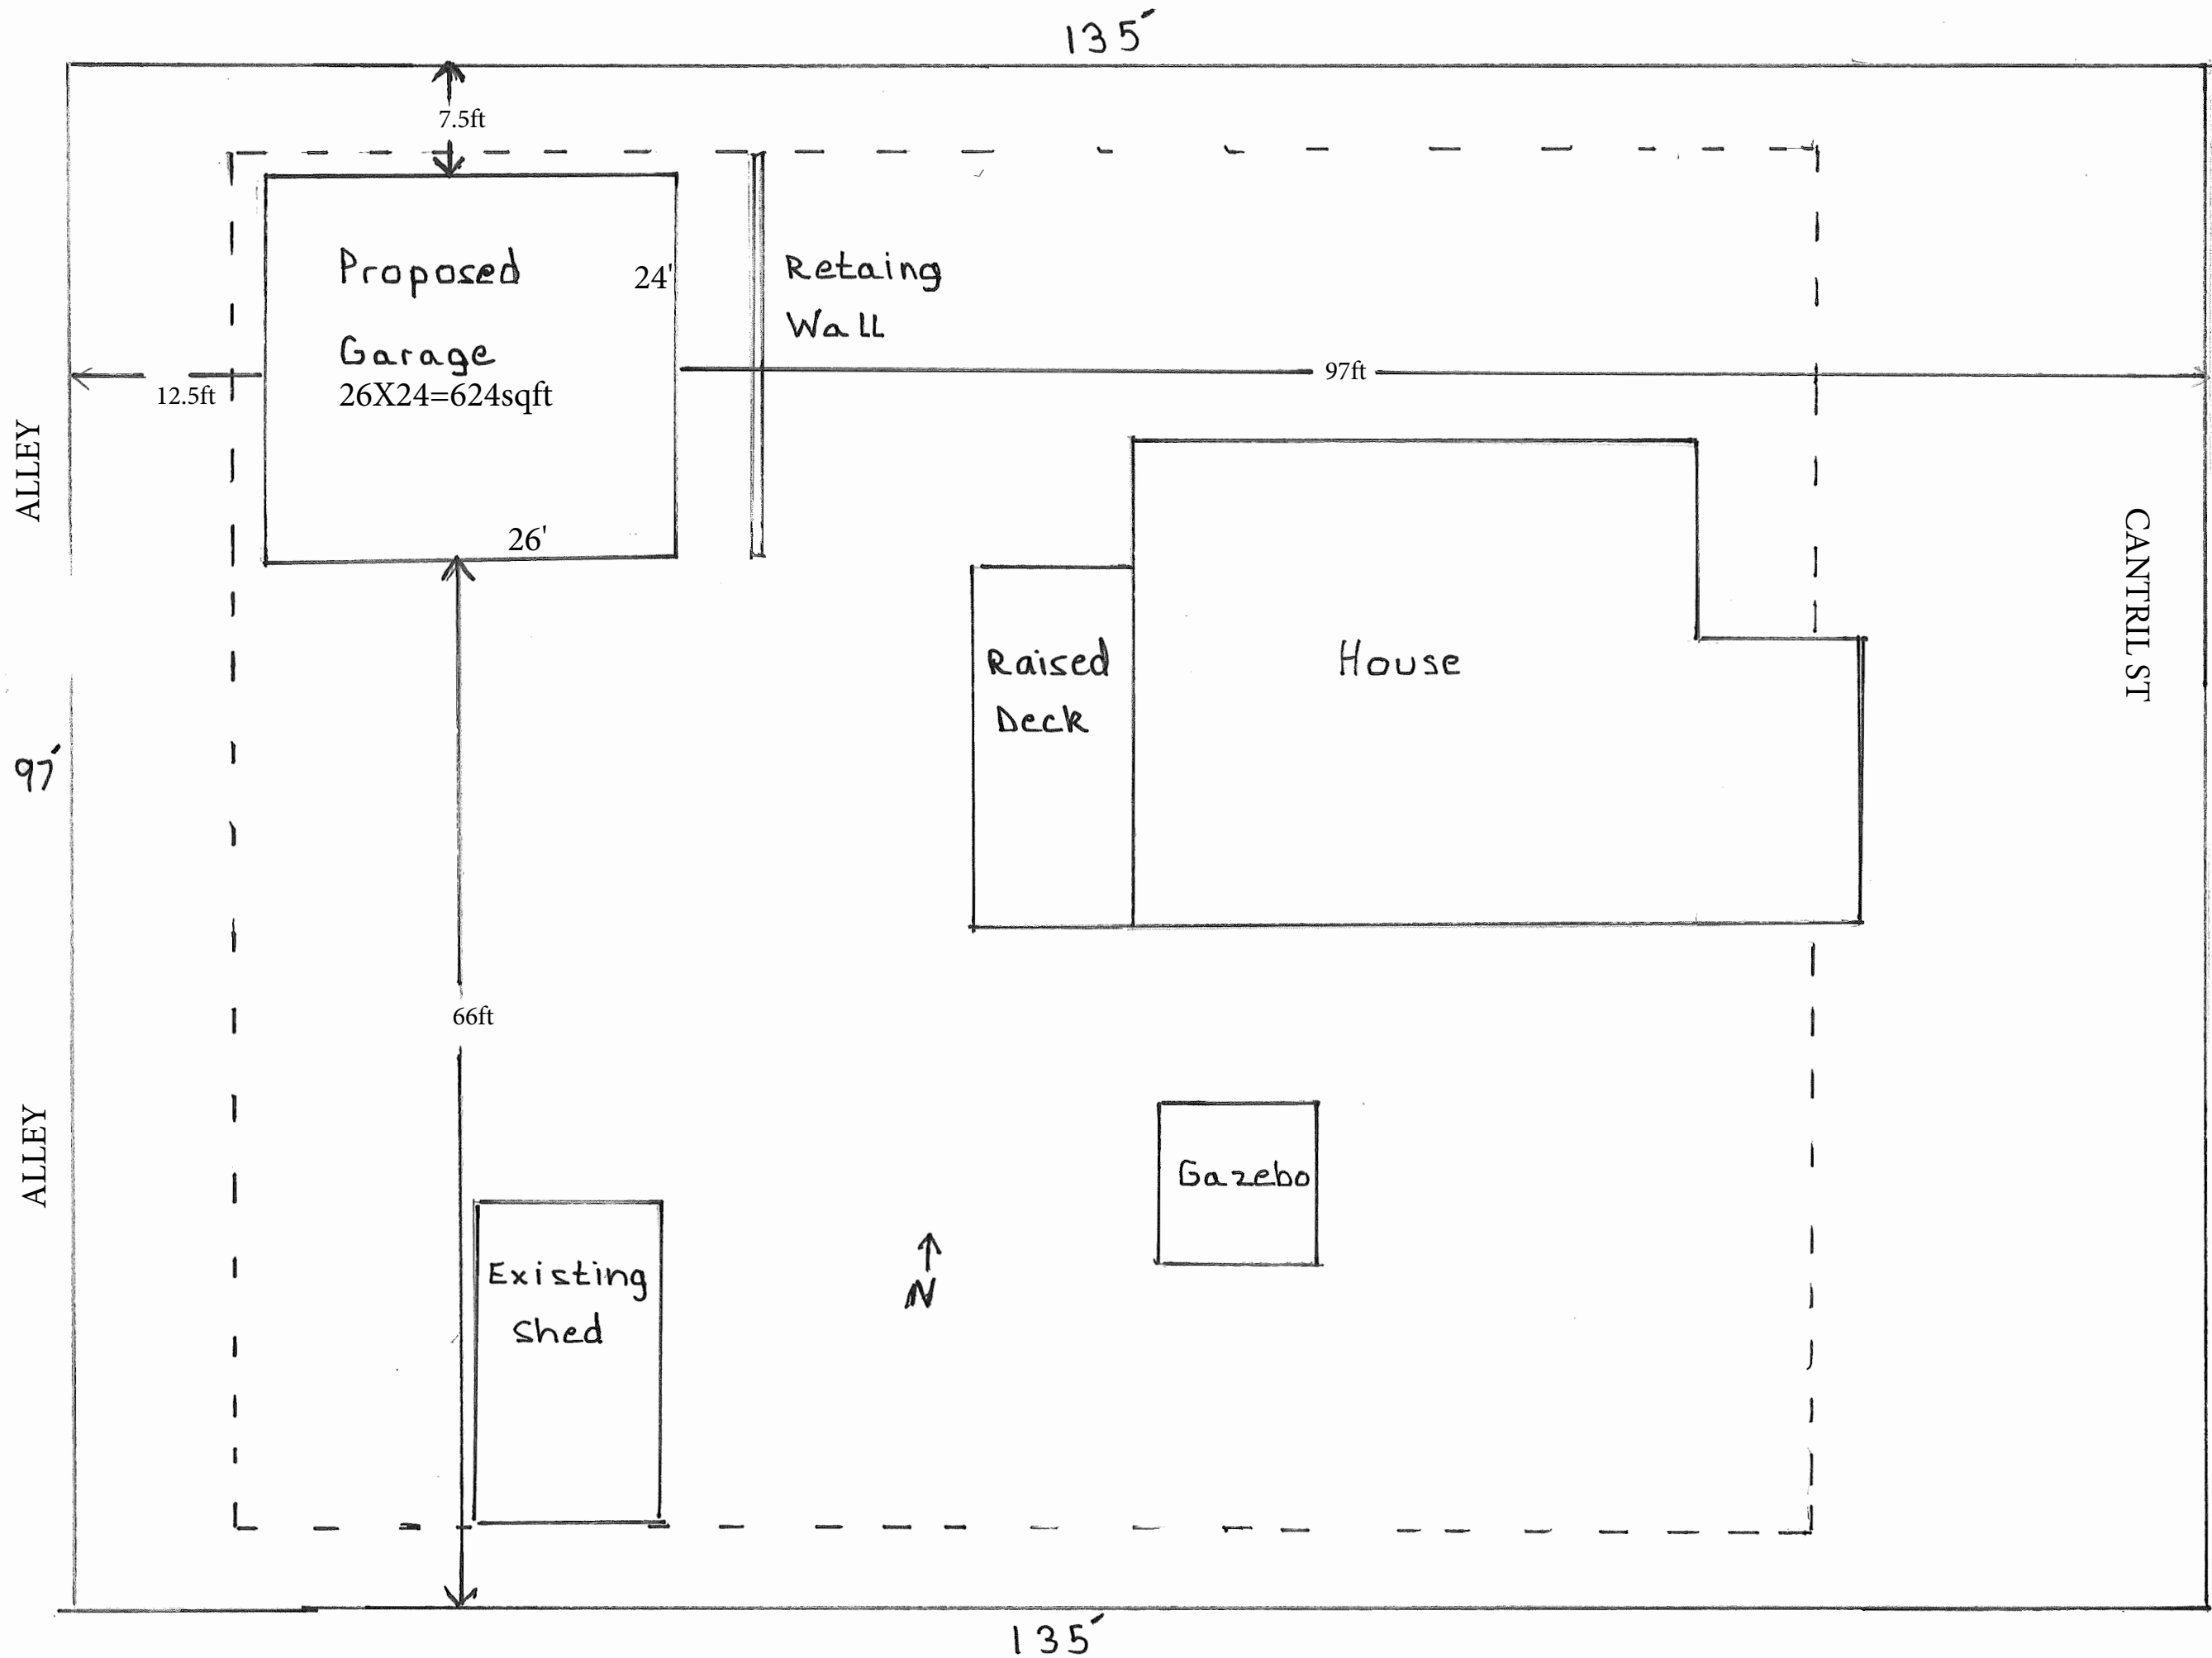 135'
7.5ft
Proposed
24'
Retaing
Wall
Garage
26X24=624sqft
97ft
12.5ft
ALLEY
26'
CANTRIL ST
Raised
Deck
House
97'
66ft
ALLEY
Gazebo
Existing
Shed
N
135'